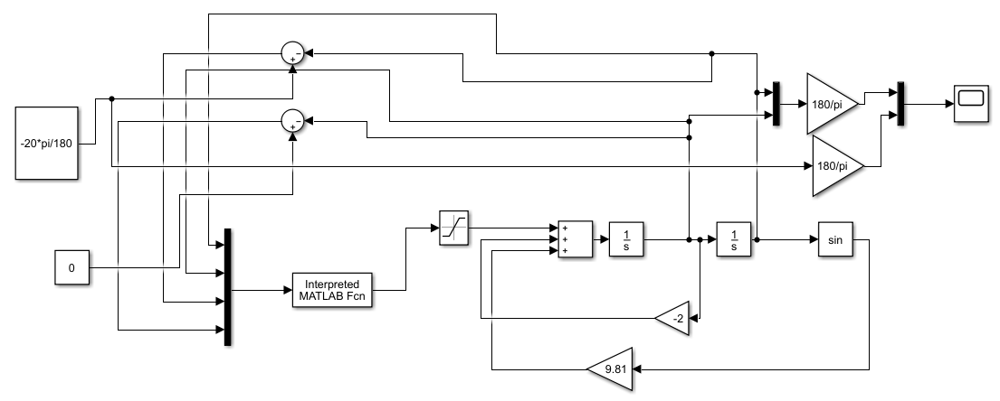 −
+
180/pi
−
+
-20*pi/180
180/pi
+
+
+
1
s
1
s
sin
0
Interpreted
MATLAB Fcn
-2
9.81